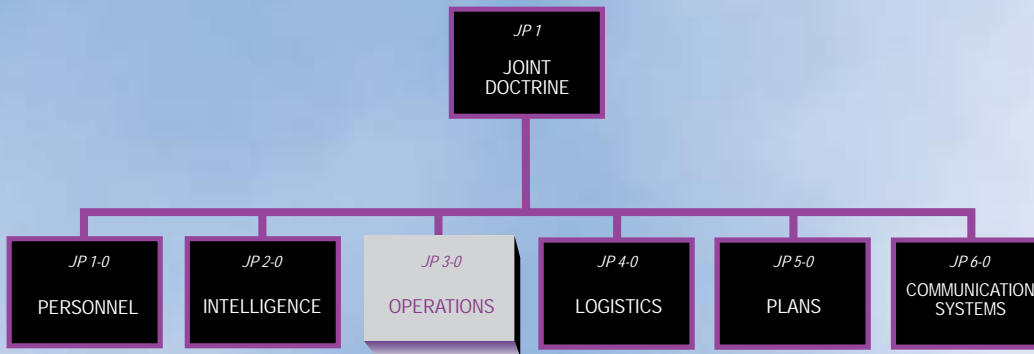 JP 1
JOINT
DOCTRINE
JP 1-0
PERSONNEL
JP 2-0
INTELLIGENCE
JP 3-0
OPERATIONS
JP 4-0
LOGISTICS
JP 5-0
PLANS
JP 6-0
COMMUNICATION
SYSTEMS